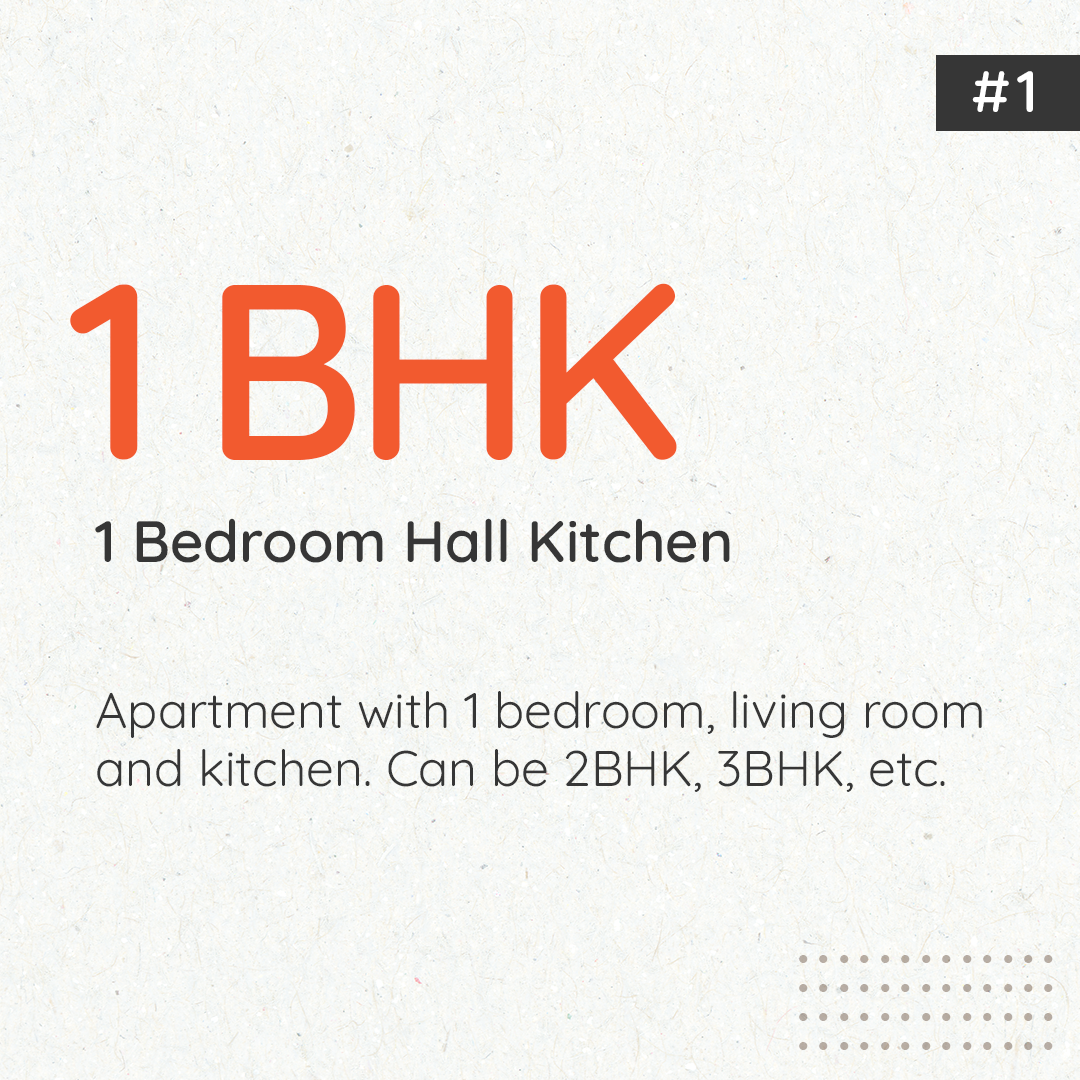 #1
1 BHK
1 Bedroom Hall Kitchen
Apartment with 1 bedroom, living room
and kitchen. Can be 2BHK, 3BHK, etc.